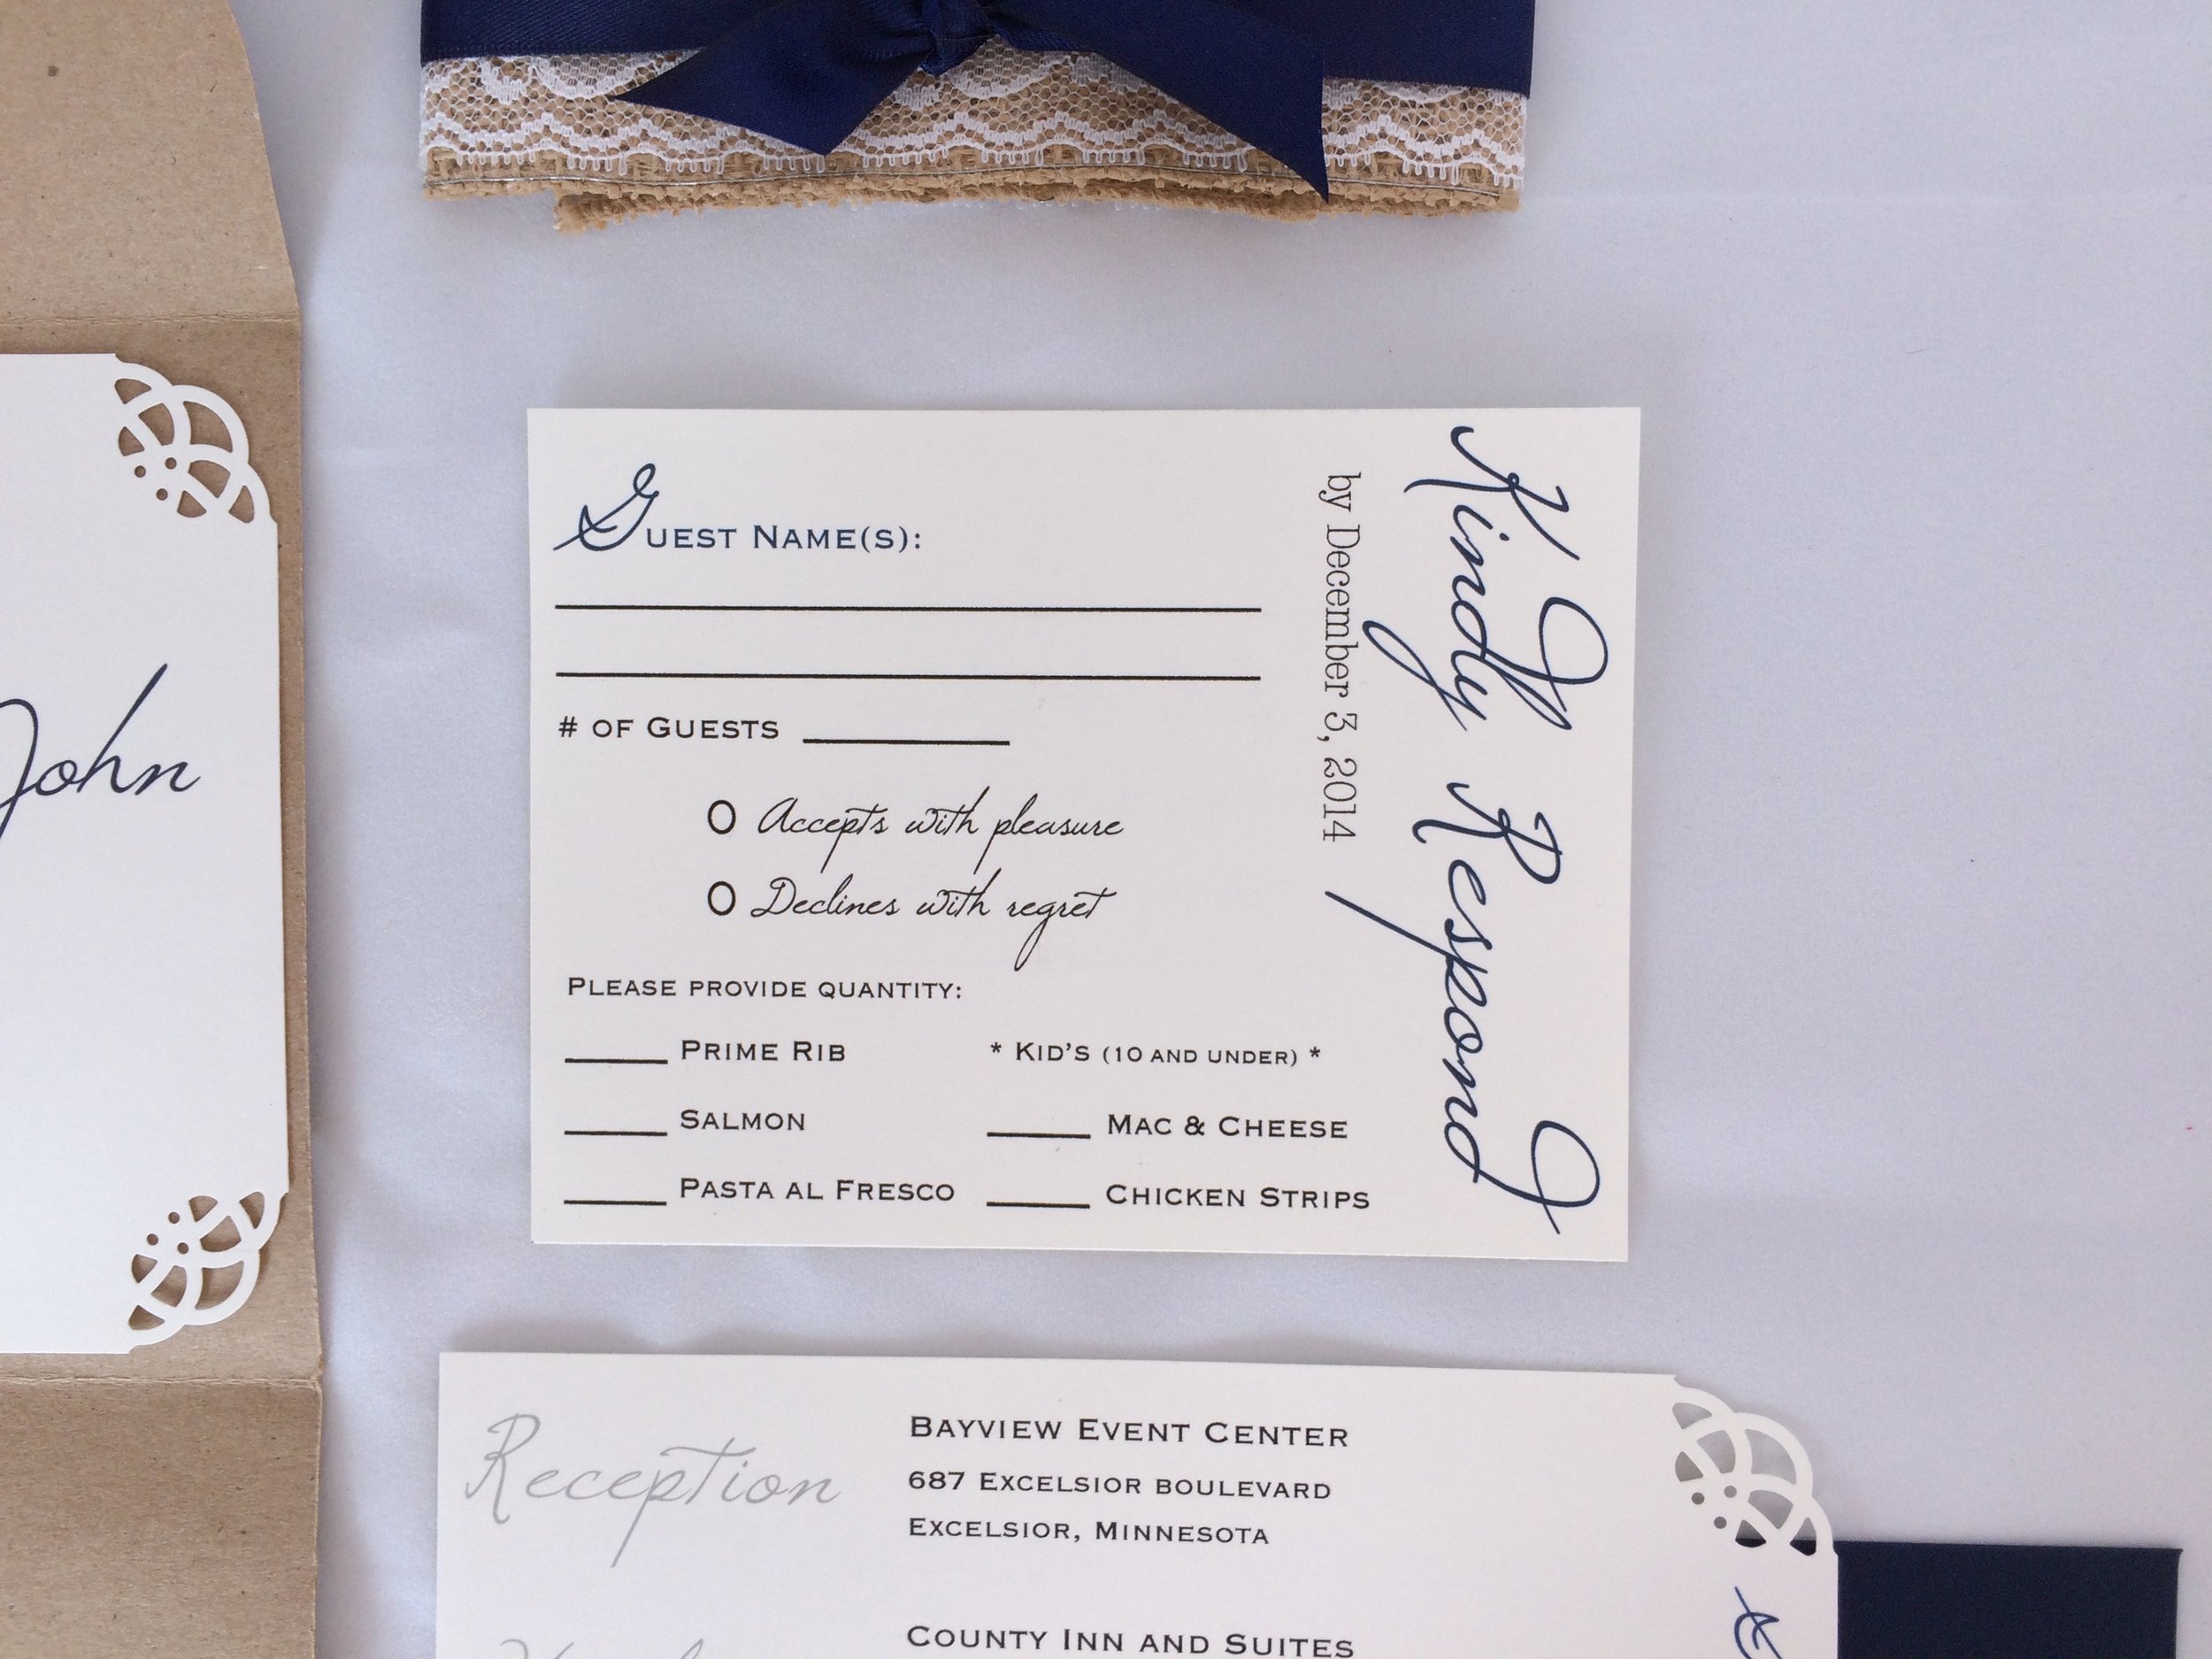 John
Guest Name(s):
# of Guests
Accepts with pleasure
Declines with regret
Please provide quantity:
Prime Rib
Salmon
Pasta al Fresco
* Kid's (10 and under) *
Mac & Cheese
Chicken Strips
Kindly Respond
by December 3, 2014
Reception
Bayview Event Center
687 Excelsior boulevard
Excelsior, Minnesota
County Inn and Suites